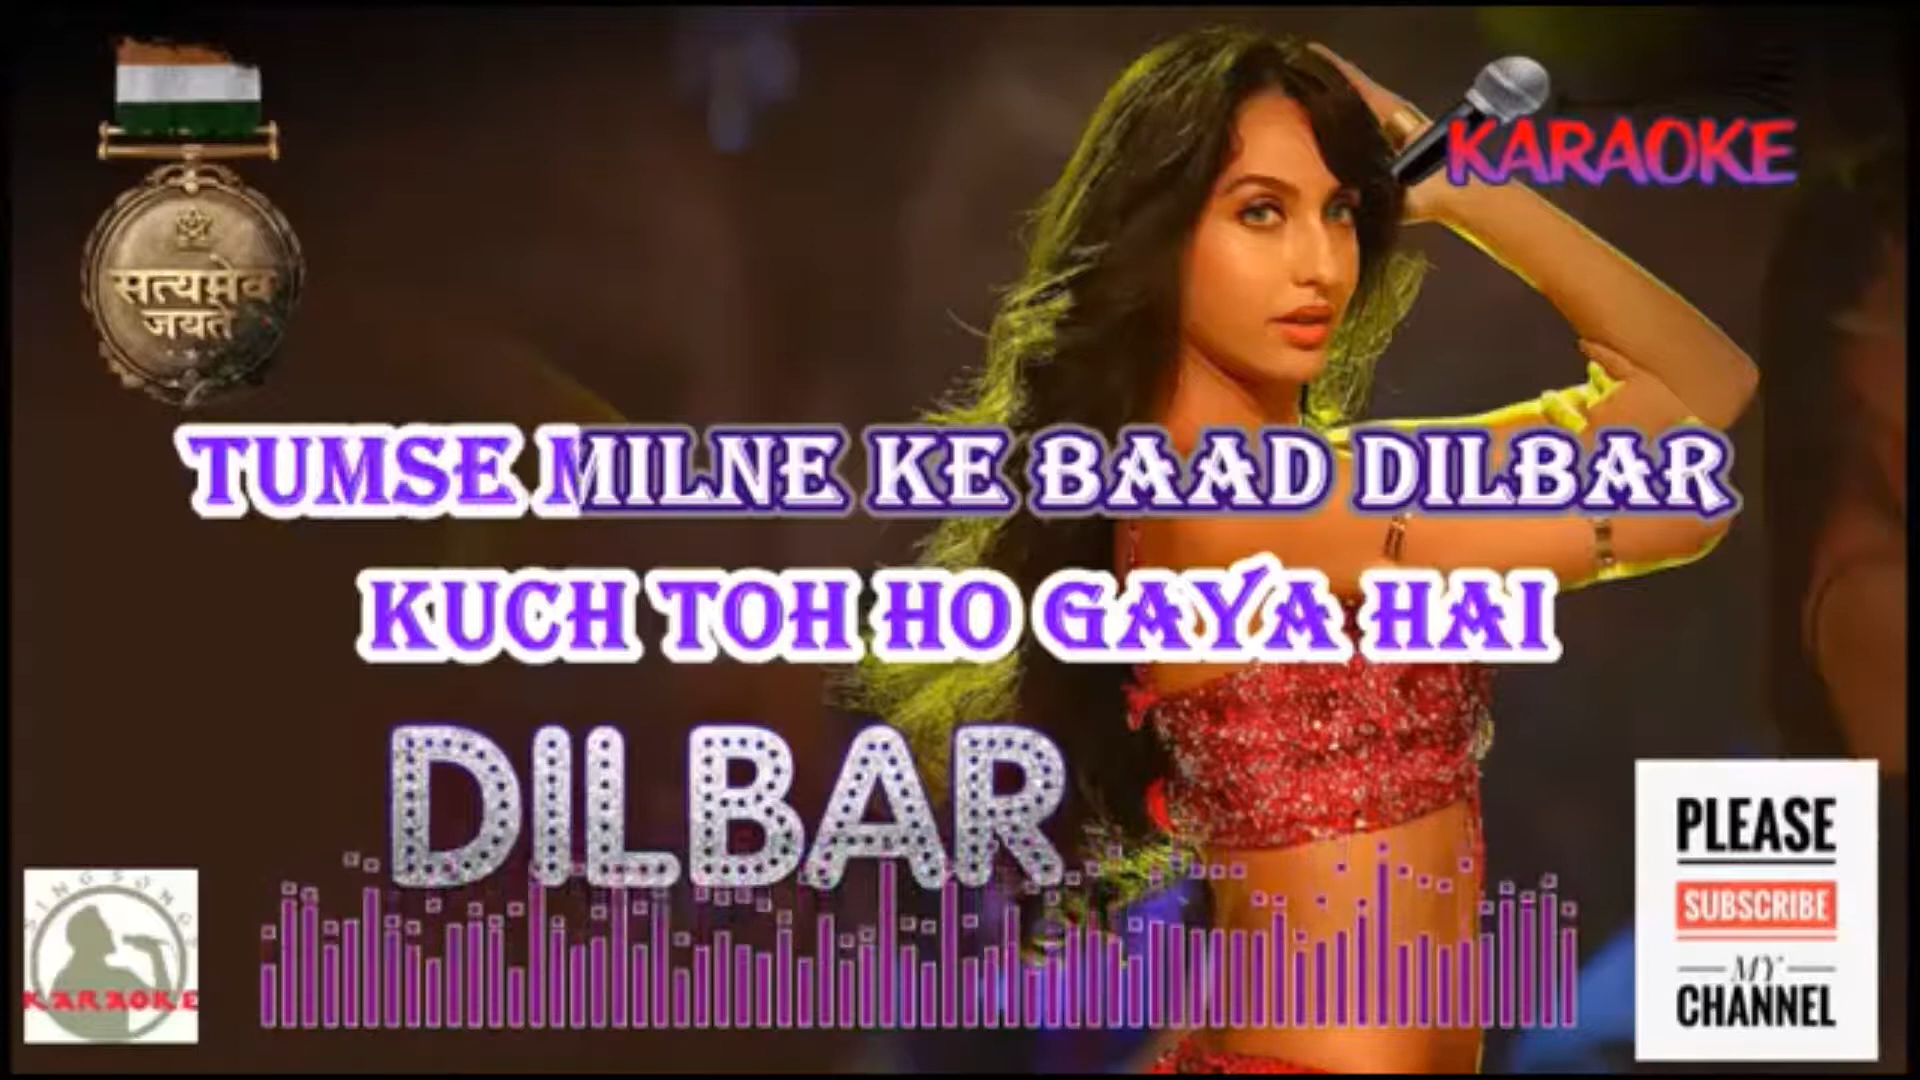 KARAOKE
सत्यमेव
जयते
TUMSE MILNE KE BAAD DILBAR
KUCH TOH HO GAYA HAI
DILBAR
PLEASE
SUBSCRIBE
MY
CHANNEL
SINGSONGS
KARAOKE